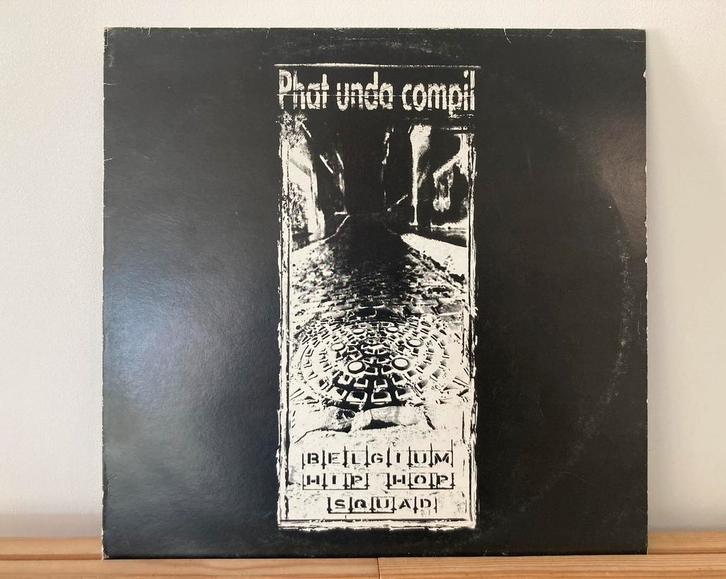 Phat unda compil
BELGIUM
HIP HOP
SQUAD